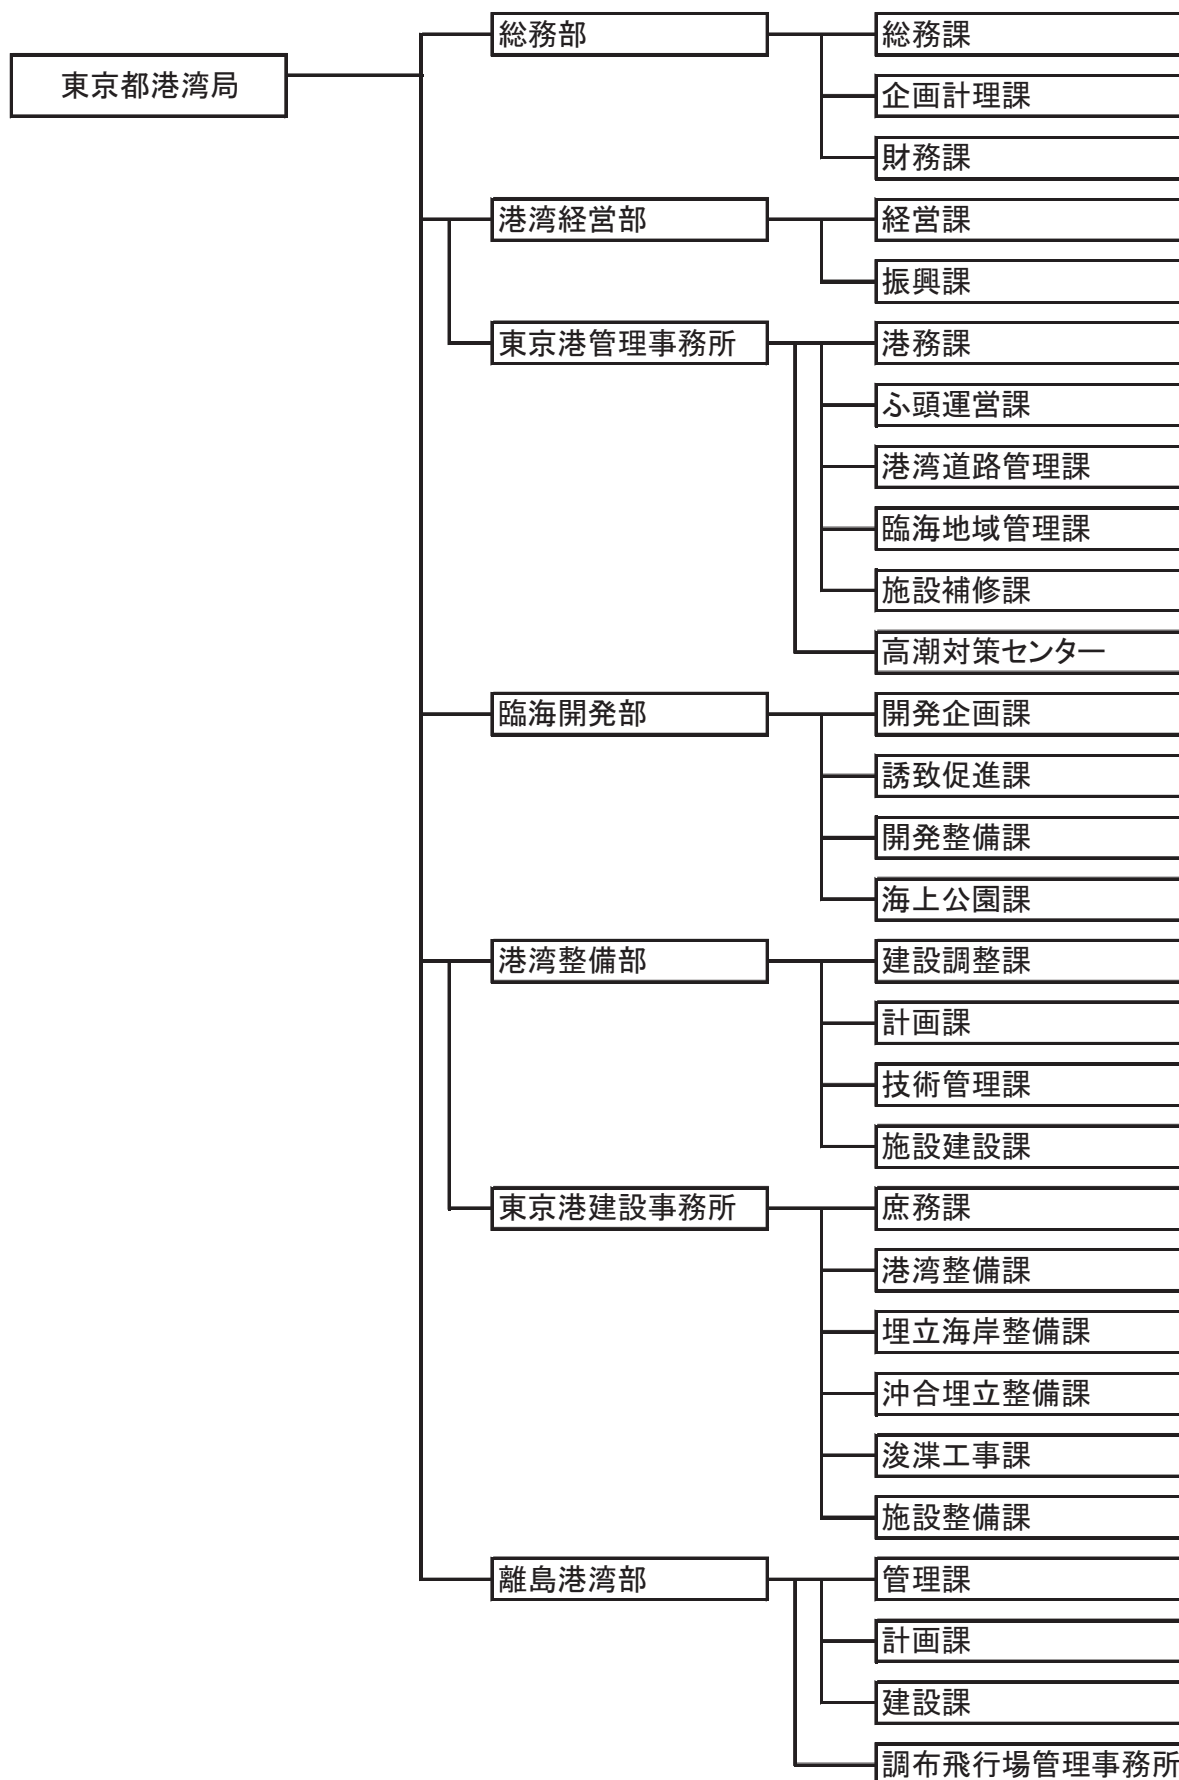 東京都港湾局
総務部
総務課
企画計理課
財務課
港湾経営部
経営課
振興課
東京港管理事務所
港務課
ふ頭運営課
港湾道路管理課
臨海地域管理課
施設補修課
高潮対策センター
臨海開発部
開発企画課
誘致促進課
開発整備課
海上公園課
港湾整備部
建設調整課
計画課
技術管理課
施設建設課
東京港建設事務所
庶務課
港湾整備課
埋立海岸整備課
沖合埋立整備課
浚渫工事課
施設整備課
離島港湾部
管理課
計画課
建設課
調布飛行場管理事務所